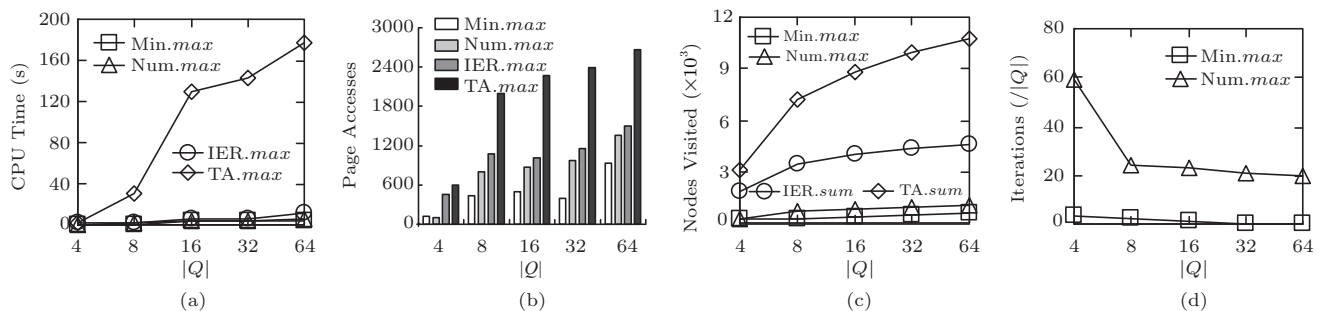 CPU Time (s)
200
160
120
80
40
0
4 8 16 32 64
|Q|
Min.max
Num.max
IER.max
TA.max
(a)
Page Accesses
3000
2400
1800
1200
600
0
4 8 16 32 64
|Q|
Min.max
Num.max
IER.max
TA.max
(b)
Nodes Visited (×10³)
12
9
6
3
0
4 8 16 32 64
|Q|
Min.max
Num.max
IER.sum
TA.sum
(c)
Iterations (/|Q|)
80
60
40
20
0
4 8 16 32 64
|Q|
Min.max
Num.max
(d)